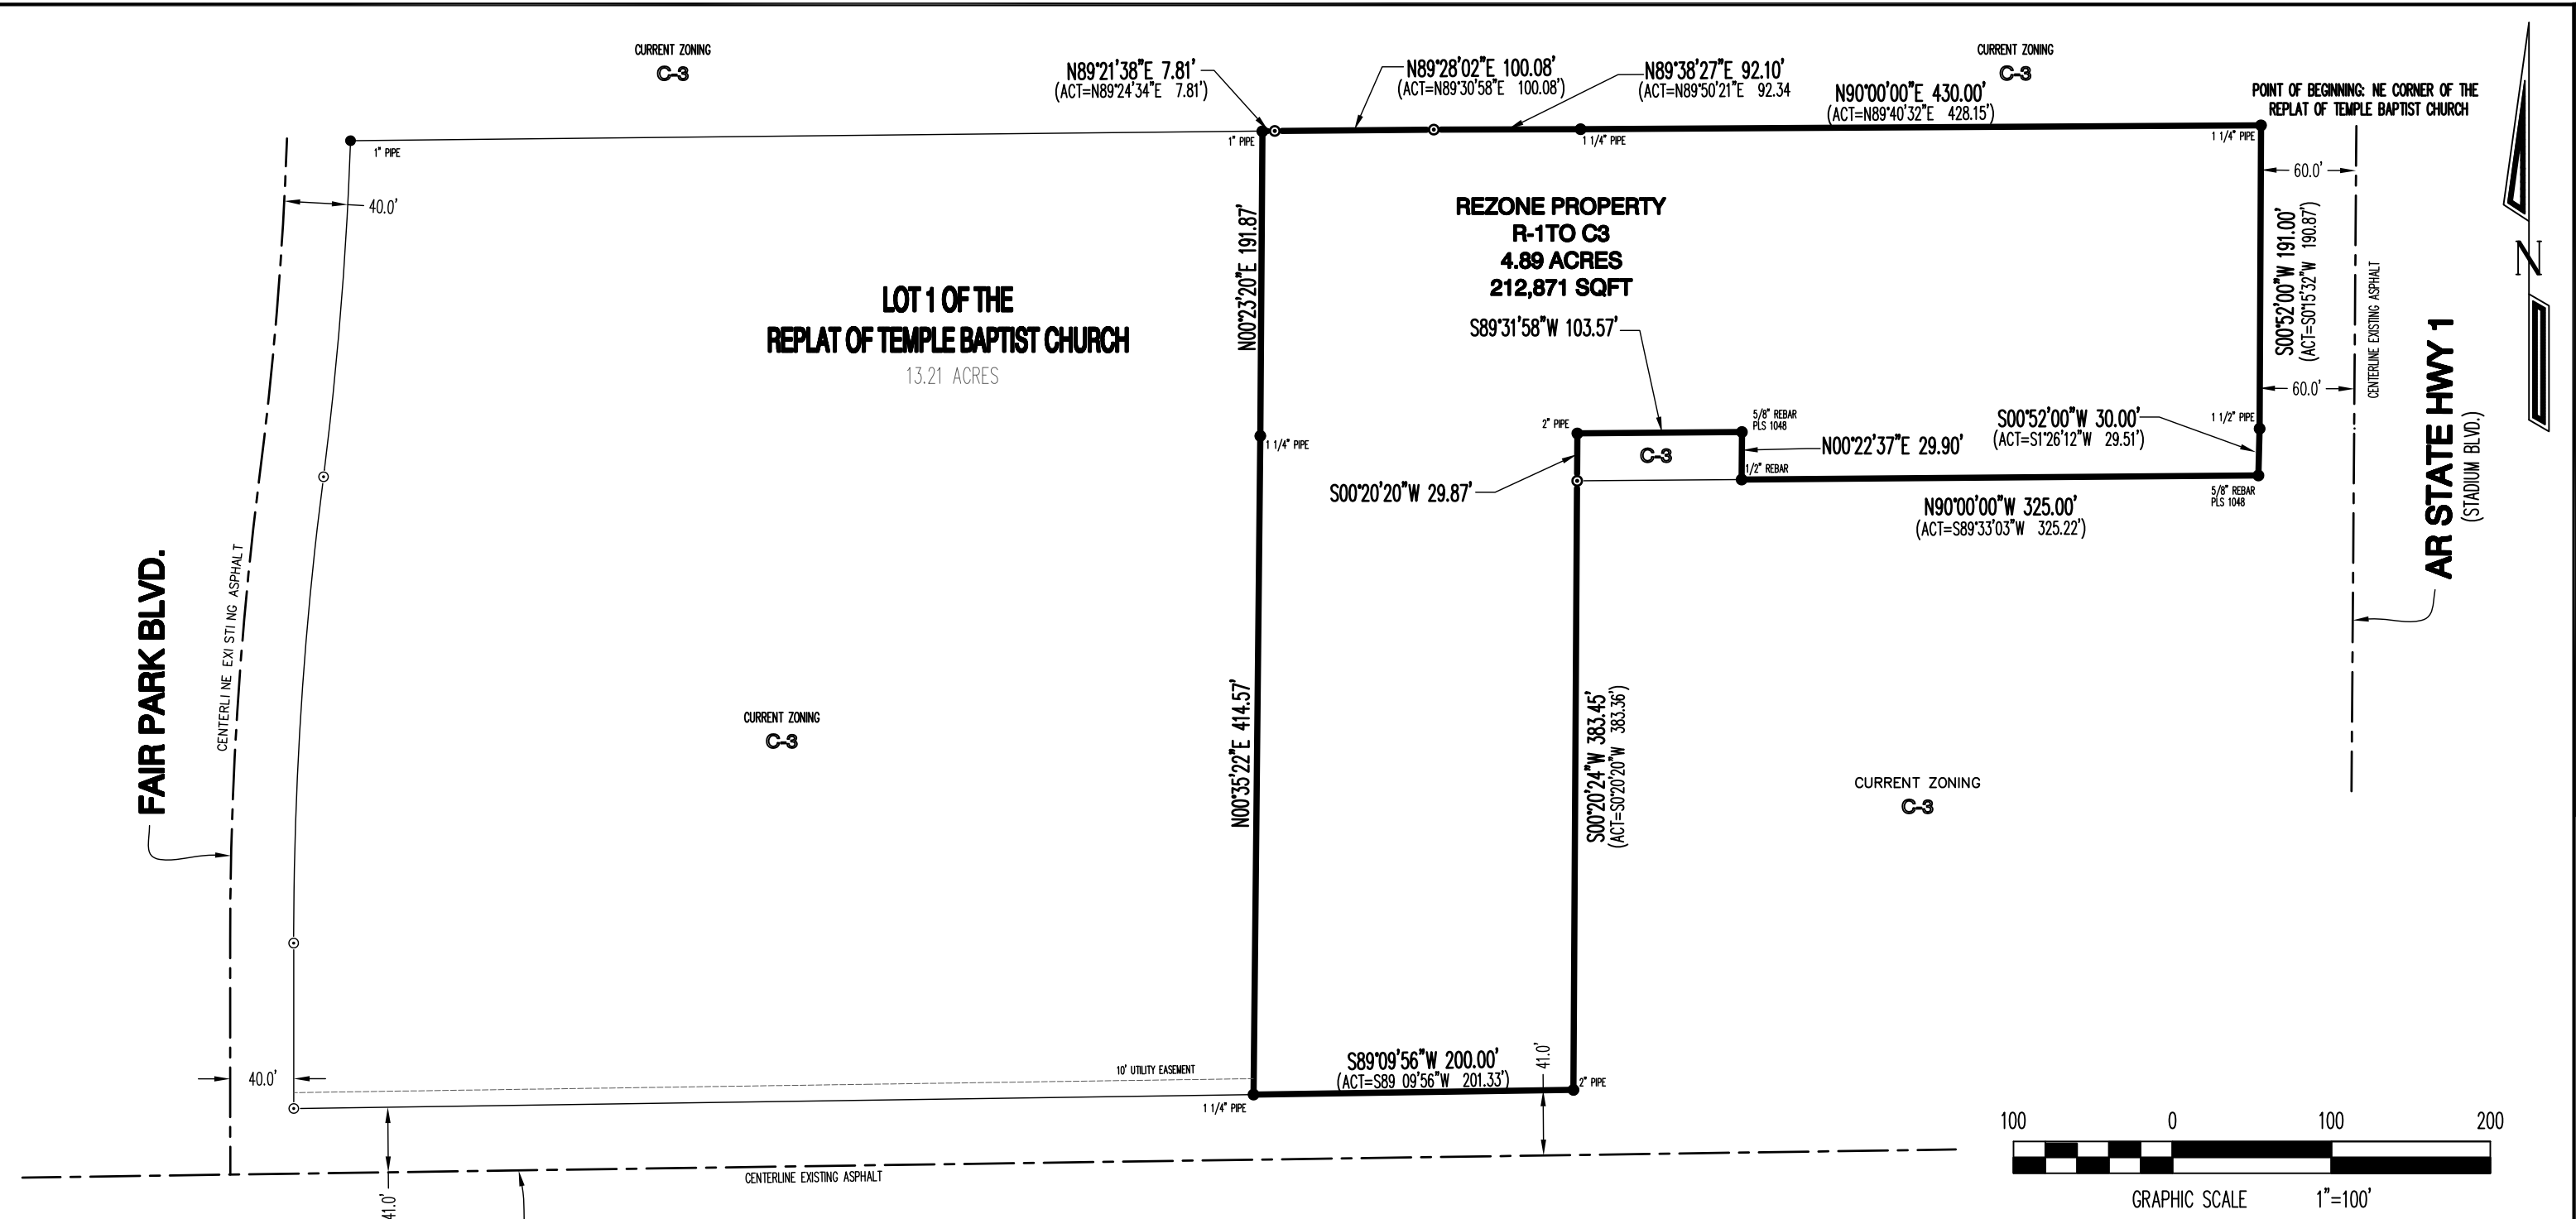 CURRENT ZONING
C-3
N89°21'38"E 7.81'
(ACT=N89°24'34"E 7.81')
N89°28'02"E 100.08'
(ACT=N89°30'58"E 100.08')
N89°38'27"E 92.10'
(ACT=N89°50'21"E 92.34
CURRENT ZONING
C-3
N90°00'00"E 430.00'
(ACT=N89°40'32"E 428.15')
POINT OF BEGINNING: NE CORNER OF THE
REPLAT OF TEMPLE BAPTIST CHURCH
1" PIPE
1" PIPE
1 1/4" PIPE
1 1/4" PIPE
60.0'
40.0'
N00°23'20"E 191.87'
REZONE PROPERTY
R-1TO C3
4.89 ACRES
212,871 SQFT
S00°52'00"W 191.00'
(ACT=S0°15'32"W 190.87')
CENTERLINE EXISTING ASPHALT
N
LOT 1 OF THE
REPLAT OF TEMPLE BAPTIST CHURCH
13.21 ACRES
S89°31'58"W 103.57'
60.0'
AR STATE HWY 1
(STADIUM BLVD.)
1 1/4" PIPE
2" PIPE
5/8" REBAR
PLS 1048
C-3
N00°22'37"E 29.90'
1/2" REBAR
S00°52'00"W 30.00'
(ACT=S1°26'12"W 29.51')
1 1/2" PIPE
S00°20'20"W 29.87'
5/8" REBAR
PLS 1048
N90°00'00"W 325.00'
(ACT=S89°33'03"W 325.22')
FAIR PARK BLVD.
CENTERLINE EXISTING ASPHALT
CURRENT ZONING
C-3
N00°35'22"E 414.57'
S00°20'24"W 383.45'
(ACT=S0°20'20"W 383.36')
CURRENT ZONING
C-3
40.0'
10' UTILITY EASEMENT
S89°09'56"W 200.00'
(ACT=S89 09'56"W 201.33')
41.0'
2" PIPE
1 1/4" PIPE
CENTERLINE EXISTING ASPHALT
41.0'
100 0 100 200
GRAPHIC SCALE 1"=100'